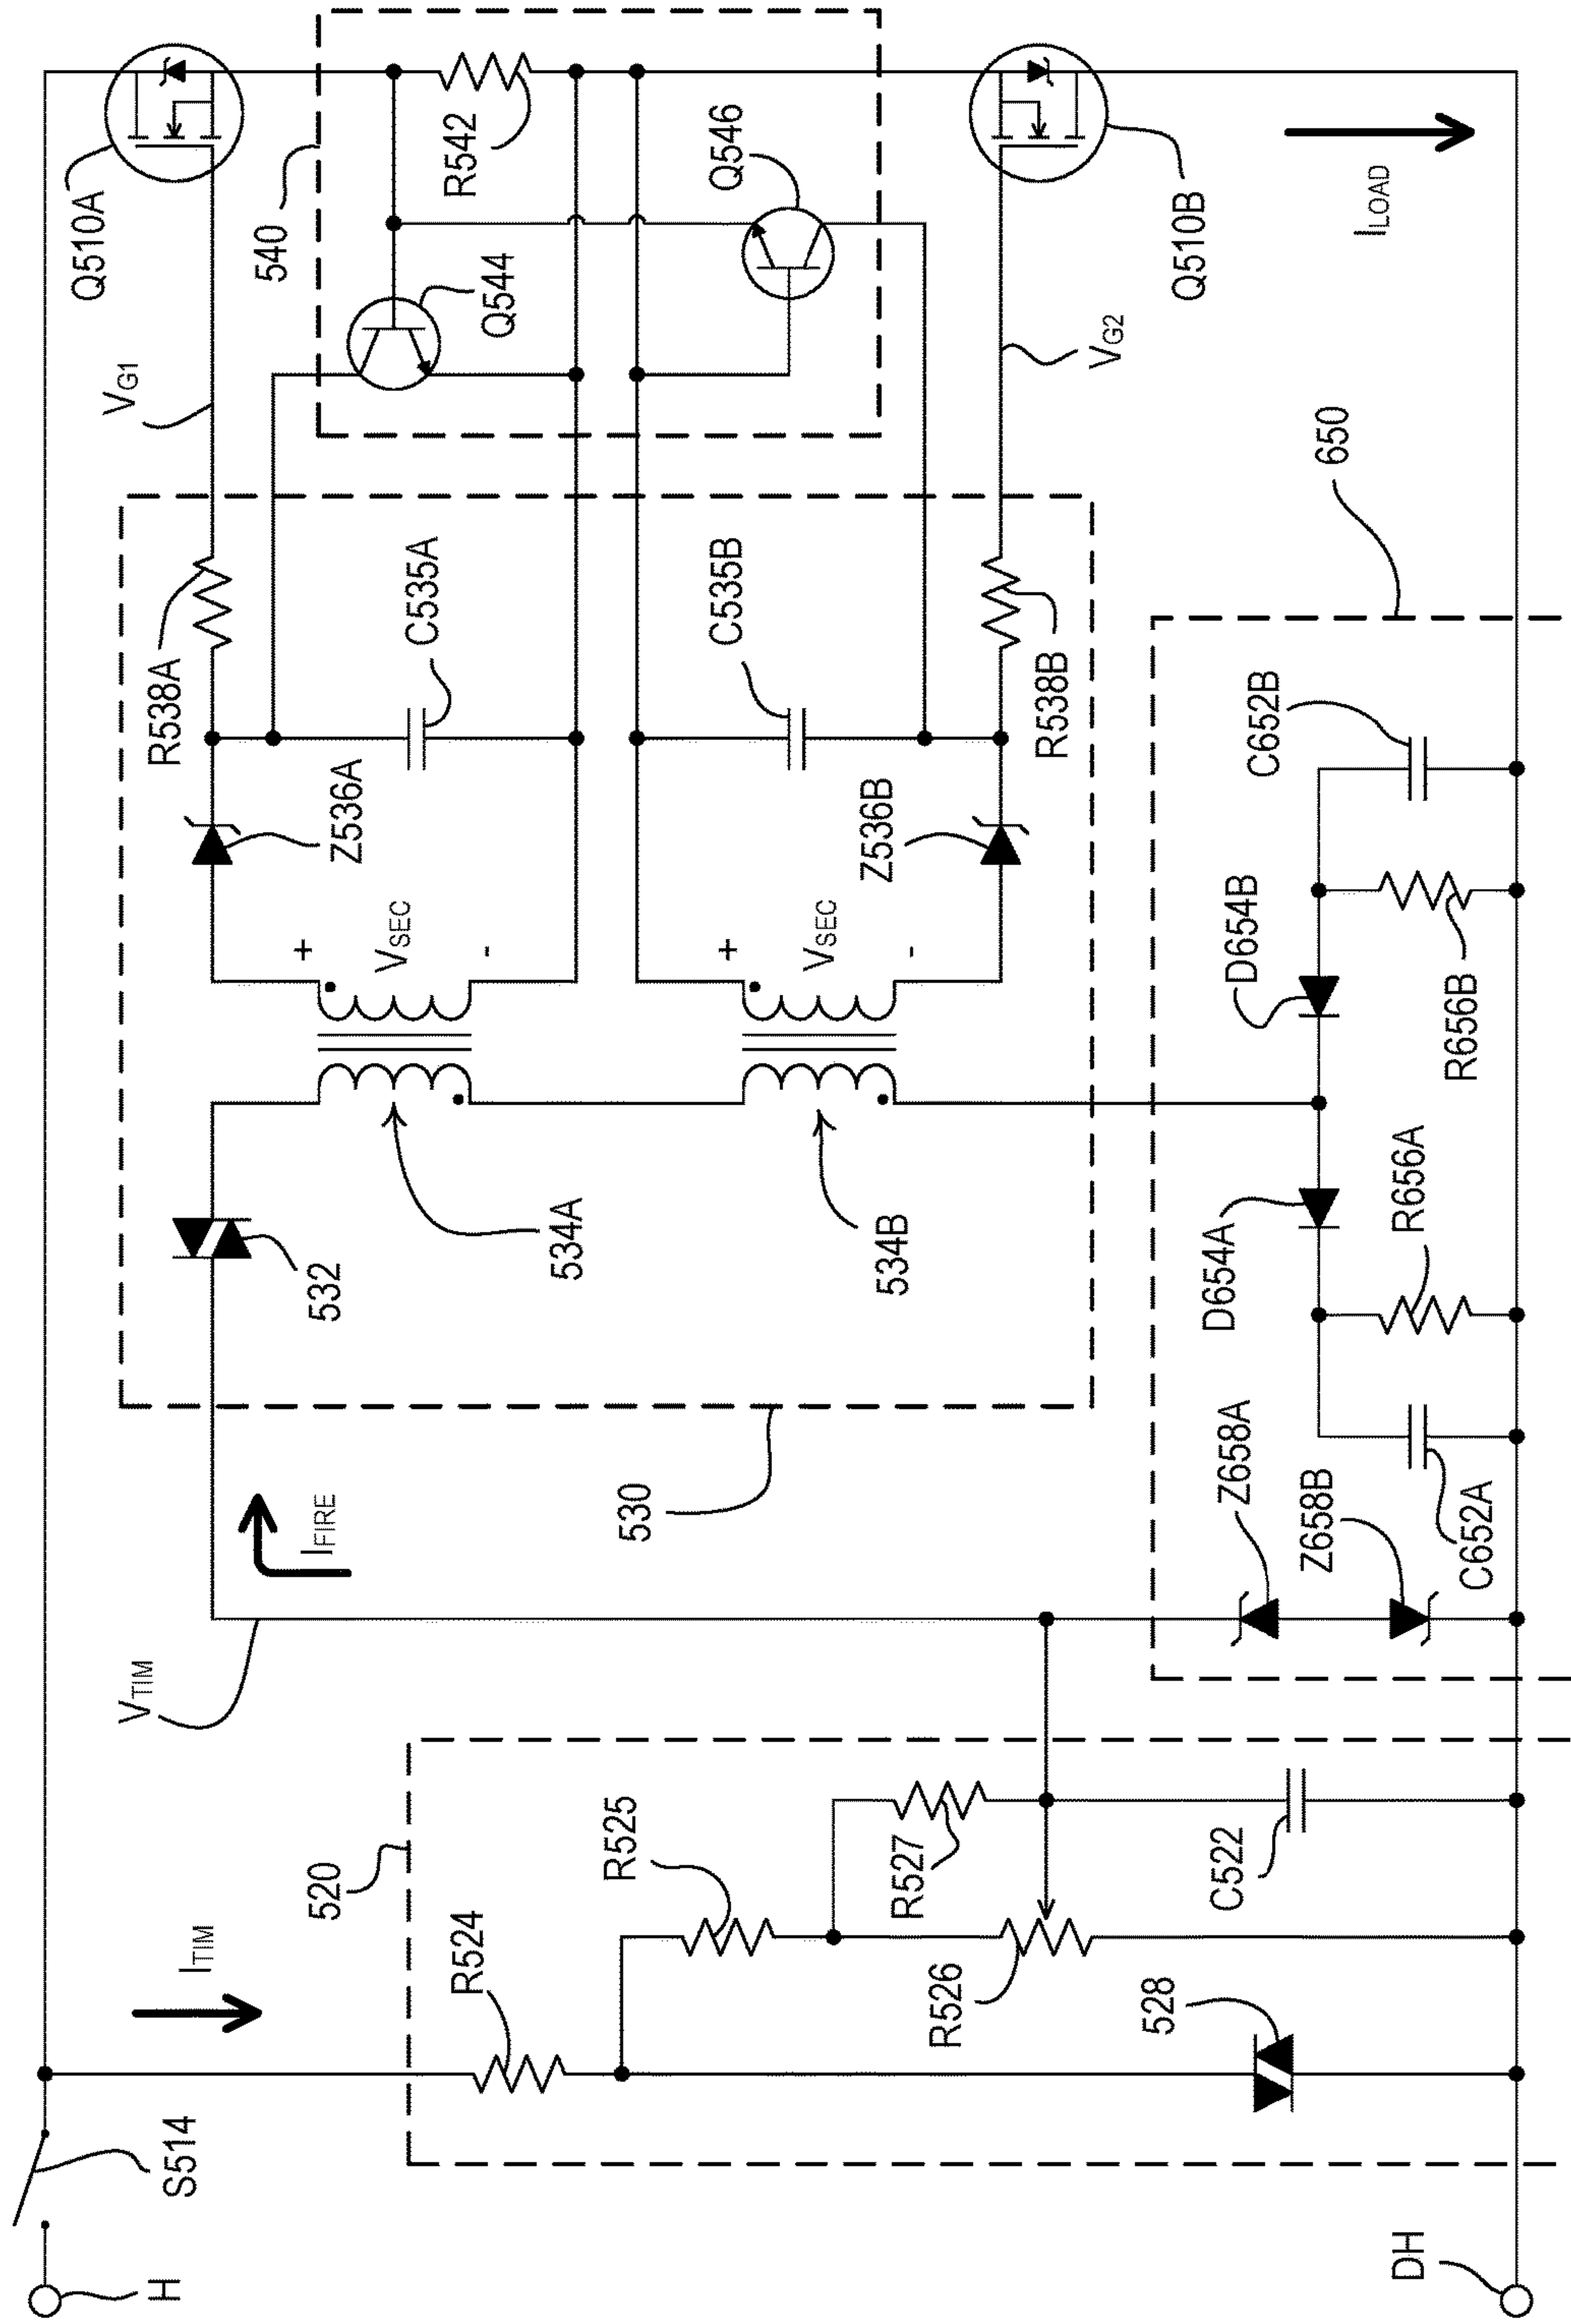 H
S514
I_TIM
V_TIM
I_FIRE
520
R524
R525
R526
R527
528
C522
DH
530
532
534A
534B
V_SEC
+
-
V_SEC
+
-
Z536A
Z536B
C535A
C535B
R538A
R538B
V_G1
V_G2
540
R542
Q544
Q546
Q510A
Q510B
I_LOAD
650
C652A
C652B
D654A
D654B
R656A
R656B
Z658A
Z658B